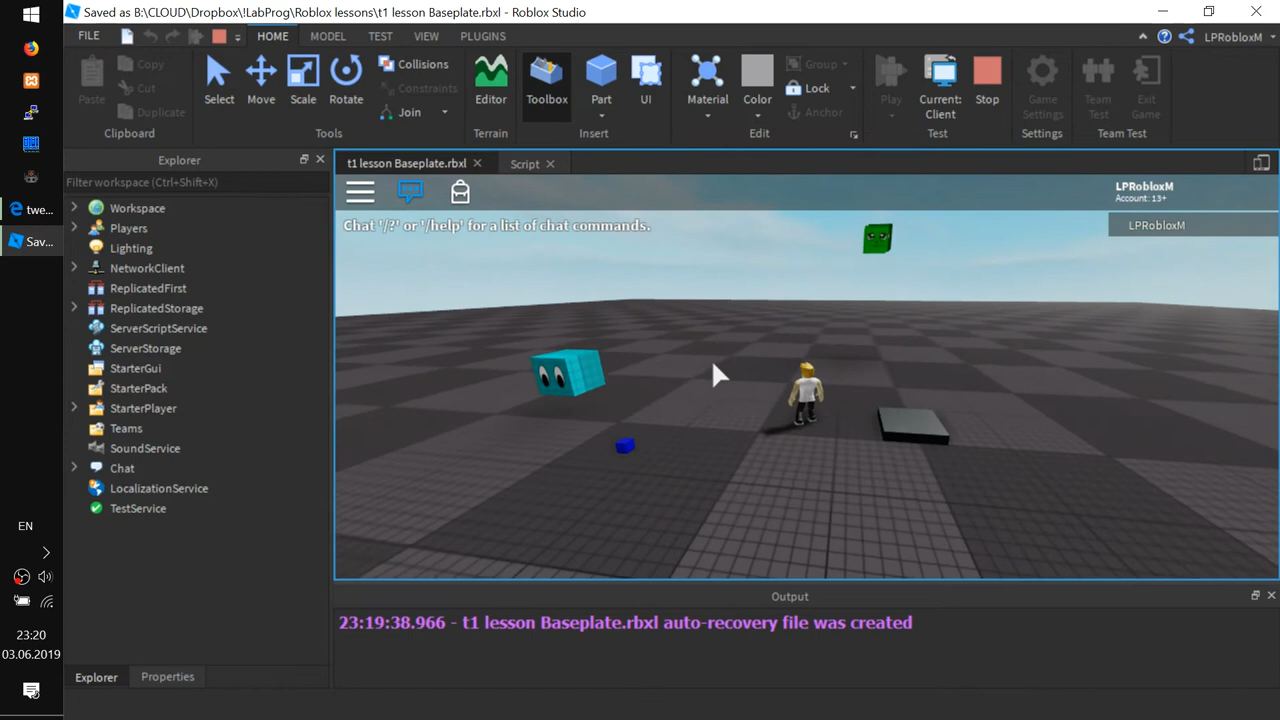 Saved as B:\CLOUD\Dropbox\!LabProg\Roblox lessons\t1 lesson Baseplate.rbxl - Roblox Studio
FILE
HOME
MODEL
TEST
VIEW
PLUGINS
LPRobloxM
Paste
Copy
Cut
Duplicate
Clipboard
Select
Move
Scale
Rotate
Collisions
Constraints
Join
Tools
Editor
Terrain
Toolbox
Part
UI
Insert
Material
Color
Group
Lock
Anchor
Edit
Play
Current:
Client
Stop
Test
Game
Settings
Settings
Team
Test
Exit
Game
Team Test
Explorer
Filter workspace (Ctrl+Shift+X)
Workspace
Players
Lighting
NetworkClient
ReplicatedFirst
ReplicatedStorage
ServerScriptService
ServerStorage
StarterGui
StarterPack
StarterPlayer
Teams
SoundService
Chat
LocalizationService
TestService
Explorer
Properties
t1 lesson Baseplate.rbxl
Script
LPRobloxM
Account: 13+
LPRobloxM
Chat '/?' or '/help' for a list of chat commands.
Output
23:19:38.966 - t1 lesson Baseplate.rbxl auto-recovery file was created
twe...
Sav...
EN
23:20
03.06.2019